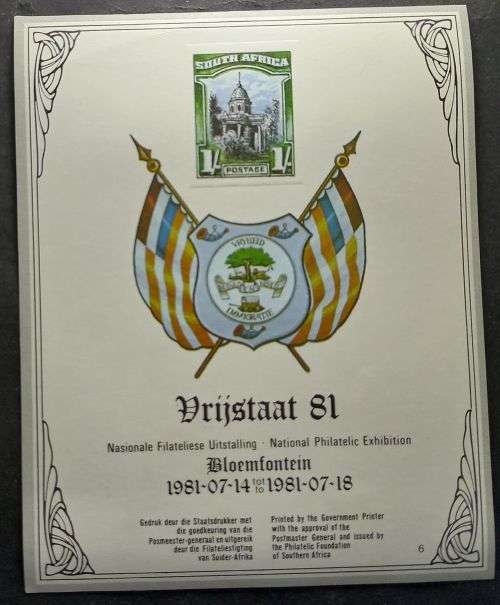 SOUTH AFRICA
1/- 1/-
POSTAGE
VRYHEID
IMMIGRATIE
Vrijstaat 81
Nasionale Filateliese Uitstalling · National Philatelic Exhibition
Bloemfontein
1981-07-14 tot/to 1981-07-18
Gedruk deur die Staatsdrukker met
die goedkeuring van die
Posmeester-generaal en uitgereik
deur die Filateliestigting
van Suider-Afrika
Printed by the Government Printer
with the approval of the
Postmaster General and issued by
the Philatelic Foundation
of Southern Africa
6